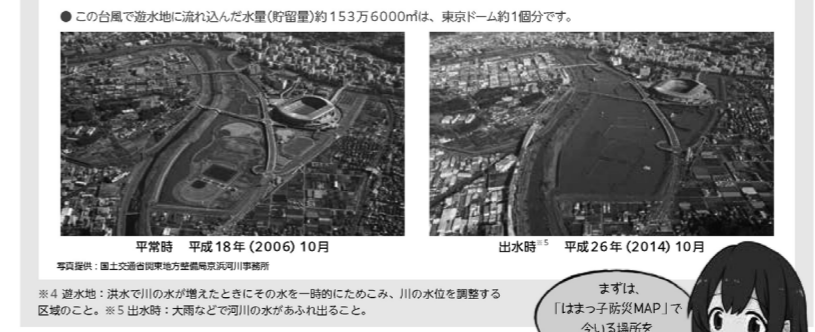 ● この台風で遊水地に流れ込んだ水量(貯留量)約153万6000㎥は、東京ドーム約1個分です。
平常時　平成18年(2006)10月
出水時※5　平成26年(2014)10月
写真提供：国土交通省関東地方整備局京浜河川事務所
※4 遊水地：洪水で川の水が増えたときにその水を一時的にためこみ、川の水位を調整する
区域のこと。※5 出水時：大雨などで河川の水があふれ出ること。
まずは、
「はまっ子防災MAP」で
今いる場所を